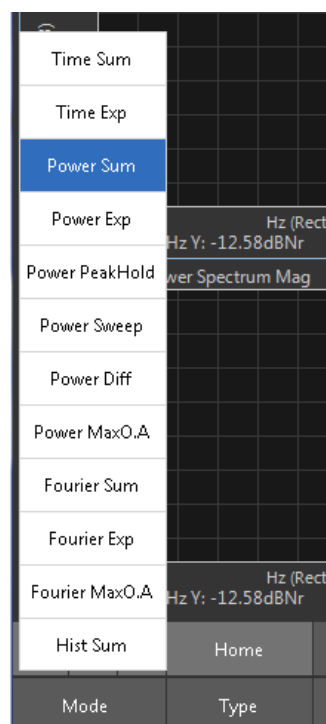 Time Sum
Time Exp
Power Sum
Power Exp
Hz (Rect
Hz Y: -12.58dBNr
Power PeakHold
wer Spectrum Mag
Power Sweep
Power Diff
Power MaxO.A
Fourier Sum
Fourier Exp
Fourier MaxO.A
Hz (Rect
Hz Y: -12.58dBNr
Hist Sum
Home
Mode
Type